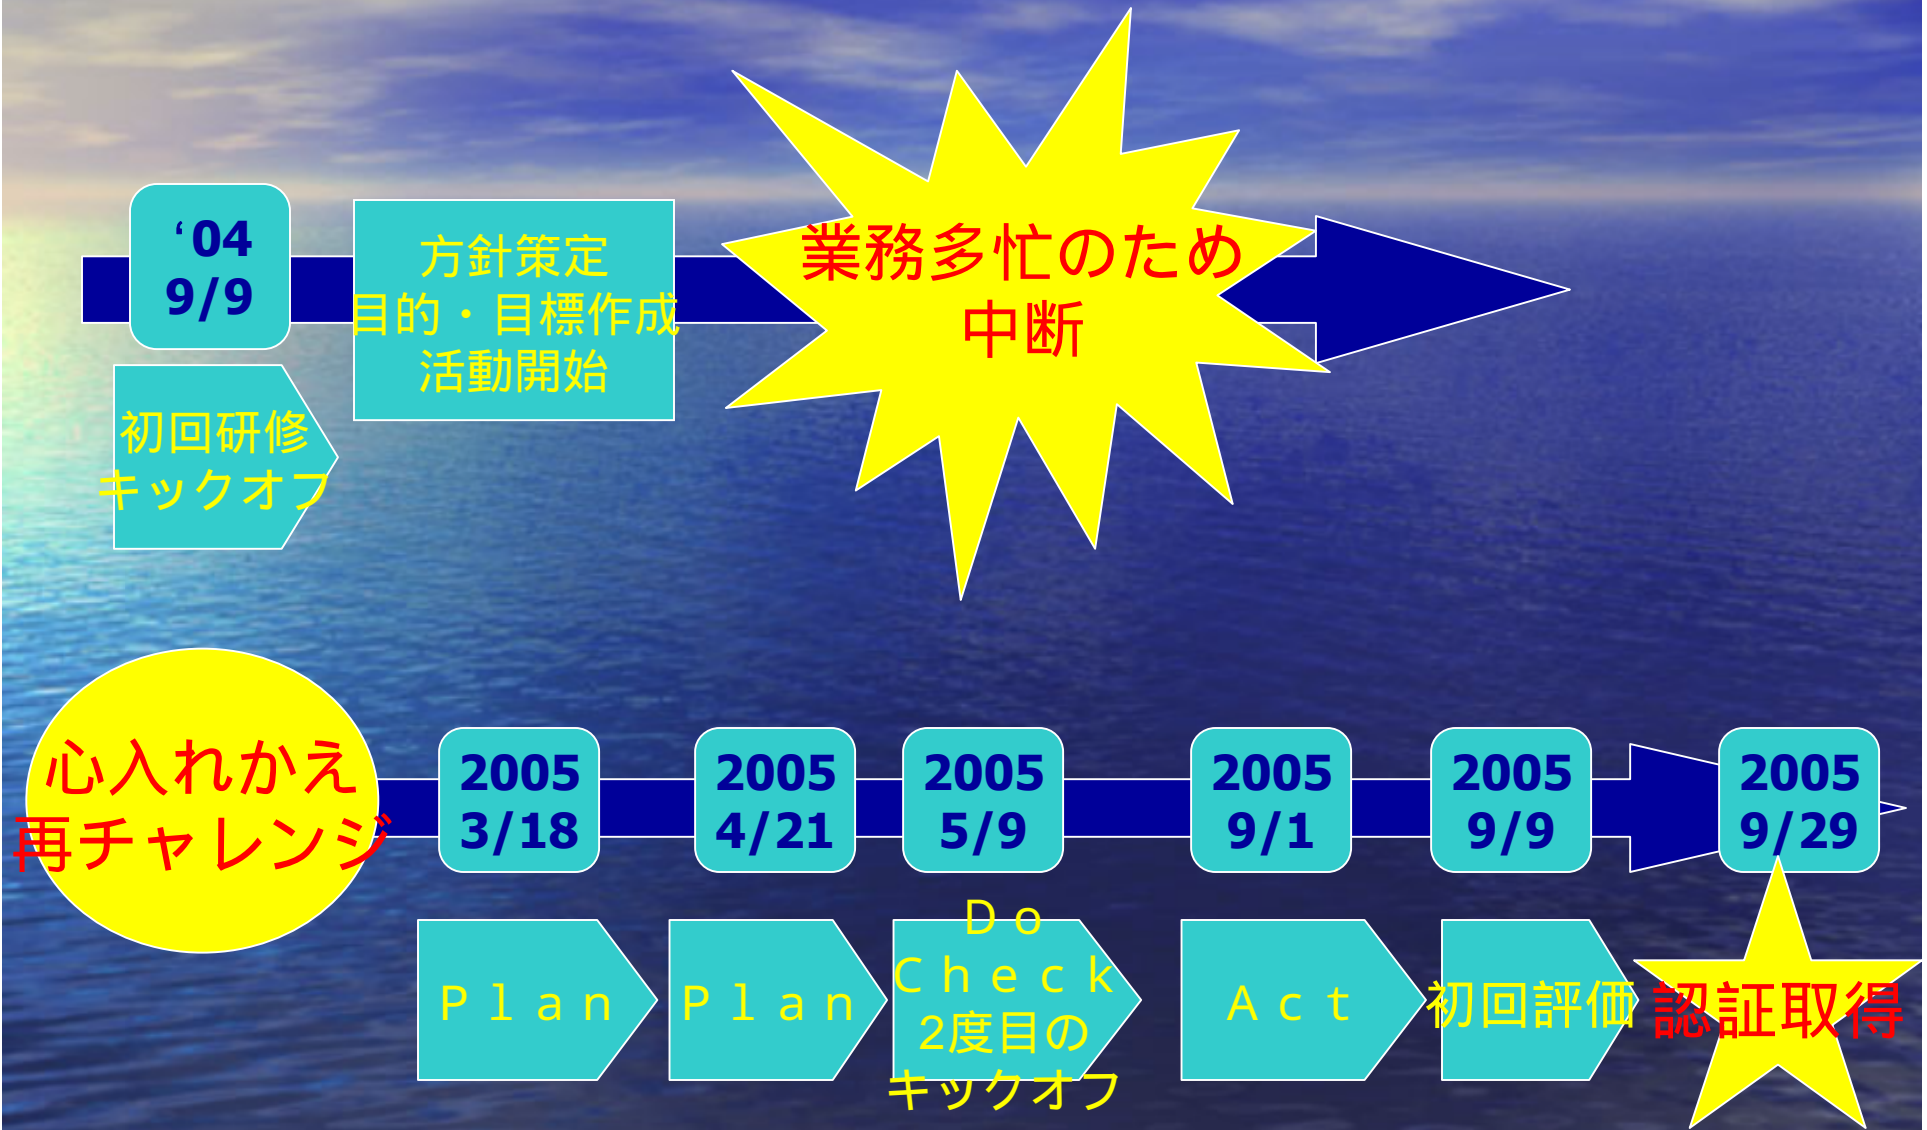 ‘04
9/9
方針策定
目的・目標作成
活動開始
業務多忙のため
中断
初回研修
キックオフ
心入れかえ
再チャレンジ
2005
3/18
2005
4/21
2005
5/9
2005
9/1
2005
9/9
2005
9/29
Ｐｌａｎ
Ｐｌａｎ
Ｄｏ
Ｃｈｅｃｋ
2度目の
キックオフ
Ａｃｔ
初回評価
認証取得